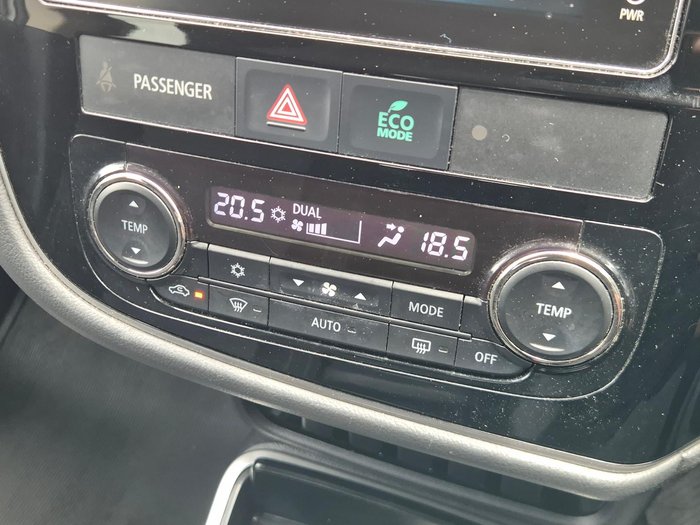 PWR
PASSENGER
ECO
MODE
TEMP
20.5 DUAL 18.5
TEMP
MODE
AUTO
OFF